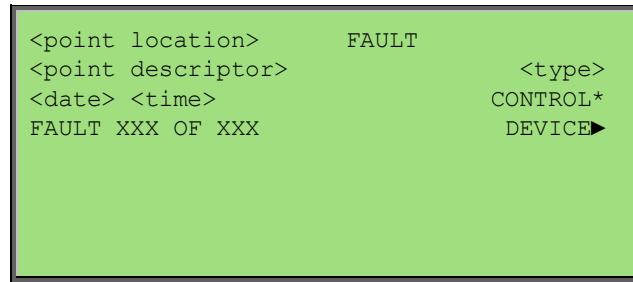 <point location> FAULT
<point descriptor> <type>
<date> <time> CONTROL*
FAULT XXX OF XXX DEVICE►